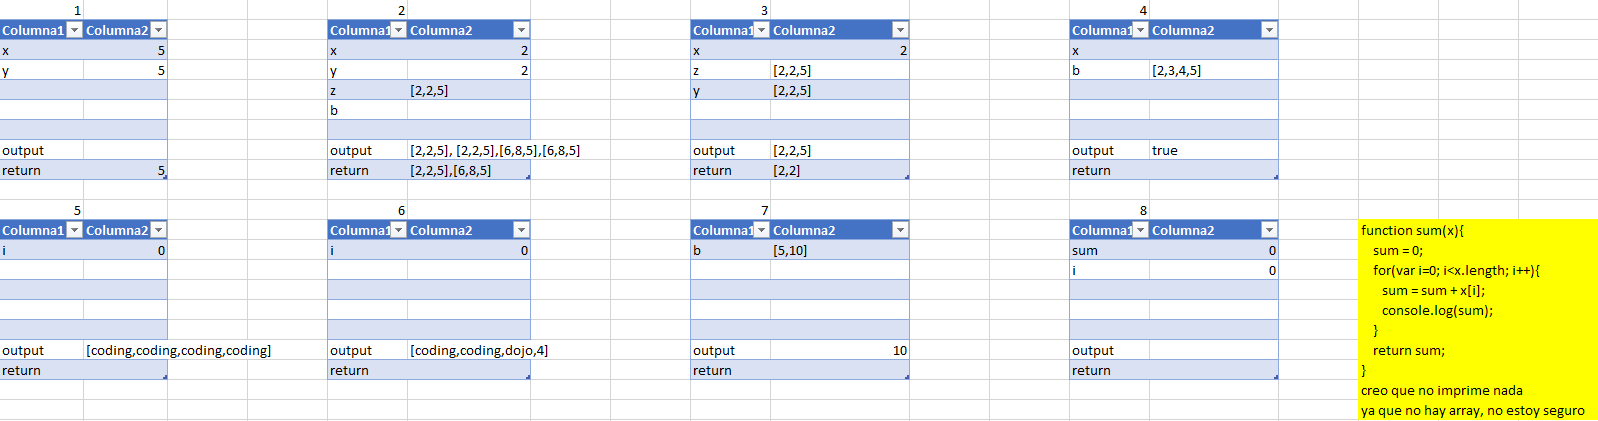 1 2 3 4
Columna1 Columna2 Columna1 Columna2 Columna1 Columna2 Columna1 Columna2
x 5 x 2 x 2 x
y 5 y 2 z [2,2,5] b [2,3,4,5]
z [2,2,5] y [2,2,5]
b
output output [2,2,5], [2,2,5],[6,8,5],[6,8,5] output [2,2,5] output true
return 5 return [2,2,5],[6,8,5] return [2,2] return
5 6 7 8
Columna1 Columna2 Columna1 Columna2 Columna1 Columna2 Columna1 Columna2 function sum(x){
i 0 i 0 b [5,10] sum 0 sum = 0;
i 0 for(var i=0; i<x.length; i++){
sum = sum + x[i];
console.log(sum);
}
output [coding,coding,coding,coding] output [coding,coding,dojo,4] output 10 output return sum;
return return return return }
creo que no imprime nada
ya que no hay array, no estoy seguro